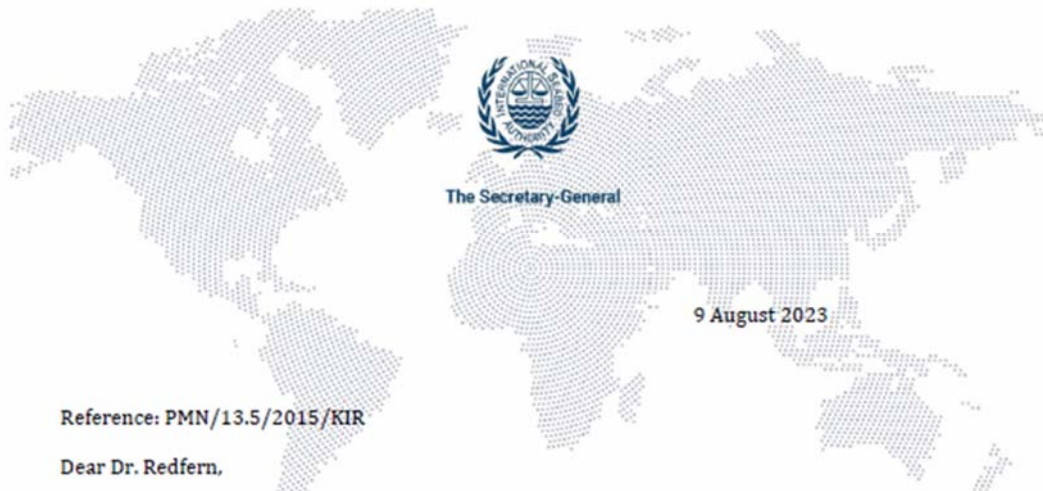 INTERNATIONAL SEABED
AUTHORITY
The Secretary-General
9 August 2023
Reference: PMN/13.5/2015/KIR
Dear Dr. Redfern,